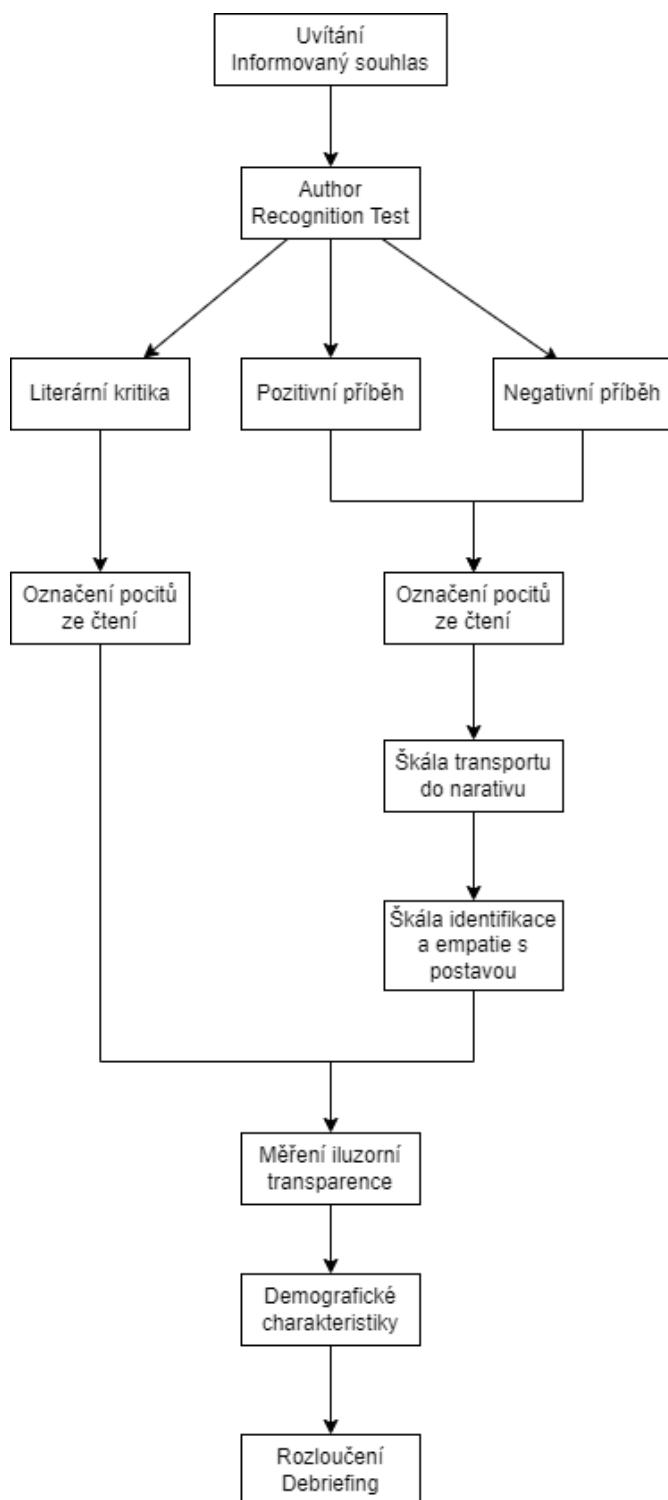 Uvítání
Informovaný souhlas
Author
Recognition Test
Literární kritika
Pozitivní příběh
Negativní příběh
Označení pocitů
ze čtení
Označení pocitů
ze čtení
Škála transportu
do narativu
Škála identifikace
a empatie s
postavou
Měření iluzorní
transparence
Demografické
charakteristiky
Rozloučení
Debriefing